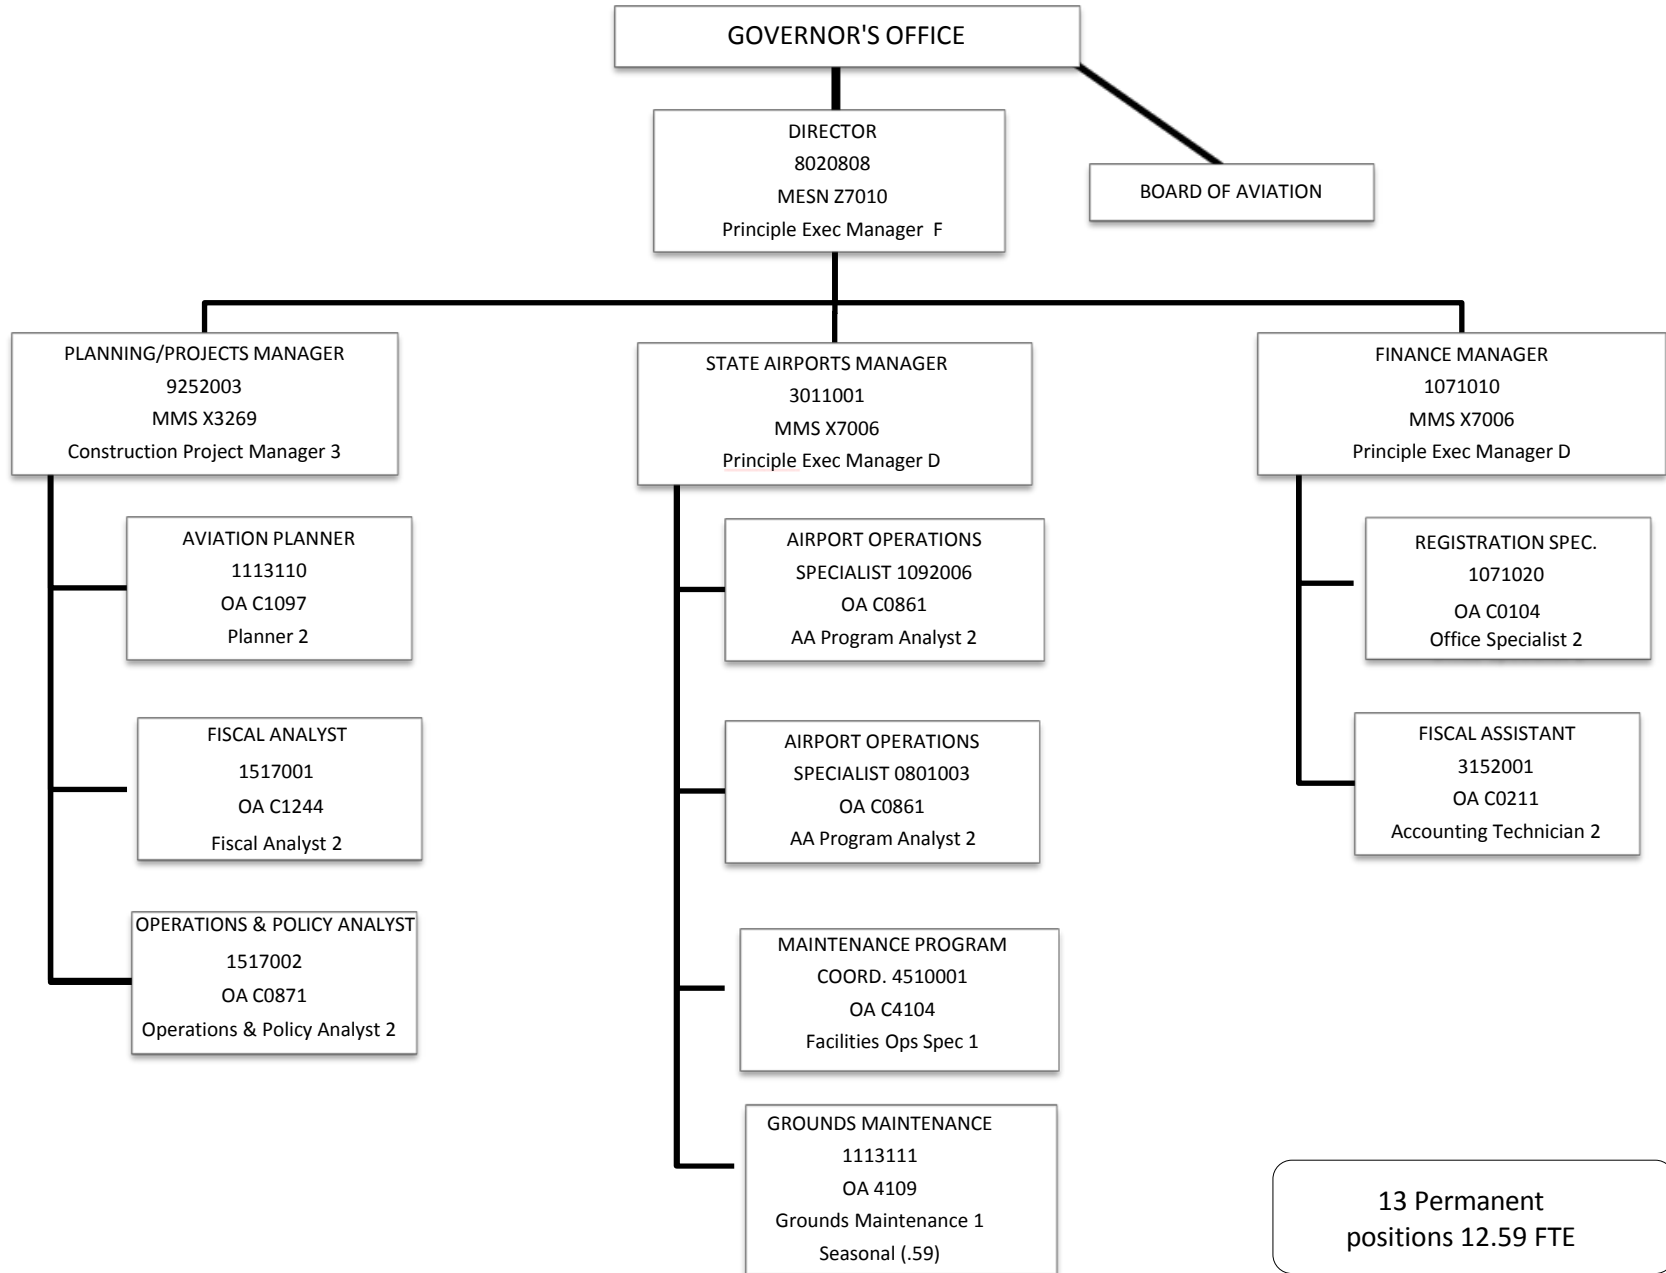 GOVERNOR'S OFFICE
DIRECTOR
8020808
MESN Z7010
Principle Exec Manager F
BOARD OF AVIATION
PLANNING/PROJECTS MANAGER
9252003
MMS X3269
Construction Project Manager 3
STATE AIRPORTS MANAGER
3011001
MMS X7006
Principle Exec Manager D
FINANCE MANAGER
1071010
MMS X7006
Principle Exec Manager D
AVIATION PLANNER
1113110
OA C1097
Planner 2
FISCAL ANALYST
1517001
OA C1244
Fiscal Analyst 2
OPERATIONS & POLICY ANALYST
1517002
OA C0871
Operations & Policy Analyst 2
AIRPORT OPERATIONS
SPECIALIST 1092006
OA C0861
AA Program Analyst 2
AIRPORT OPERATIONS
SPECIALIST 0801003
OA C0861
AA Program Analyst 2
MAINTENANCE PROGRAM
COORD. 4510001
OA C4104
Facilities Ops Spec 1
GROUNDS MAINTENANCE
1113111
OA 4109
Grounds Maintenance 1
Seasonal (.59)
REGISTRATION SPEC.
1071020
OA C0104
Office Specialist 2
FISCAL ASSISTANT
3152001
OA C0211
Accounting Technician 2
13 Permanent
positions 12.59 FTE